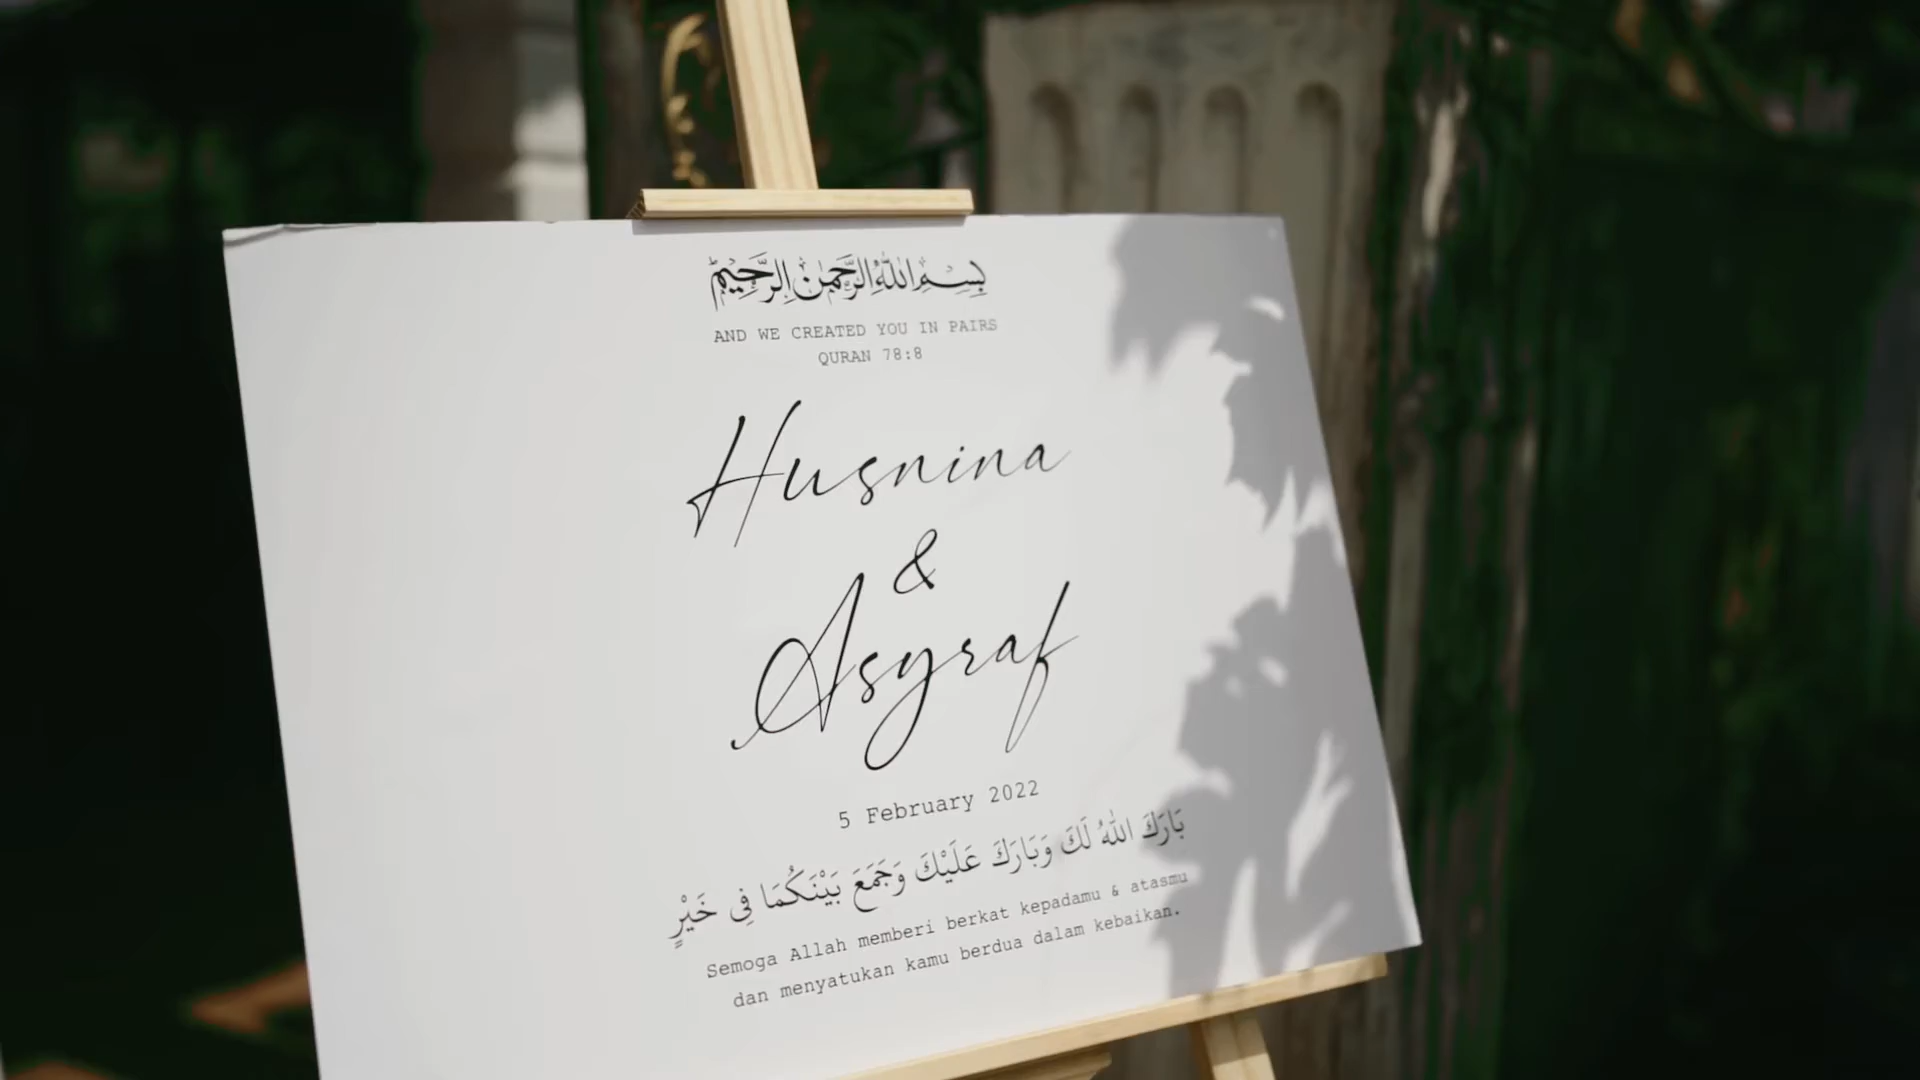 بِسْمِ اللهِ الرَّحْمٰنِ الرَّحِيْمِ
AND WE CREATED YOU IN PAIRS
QURAN 78:8
Husnina
&
Asyraf
5 February 2022
بَارَكَ اللهُ لَكَ وَبَارَكَ عَلَيْكَ وَجَمَعَ بَيْنَكُمَا فِى خَيْرٍ
Semoga Allah memberi berkat kepadamu & atasmu
dan menyatukan kamu berdua dalam kebaikan.